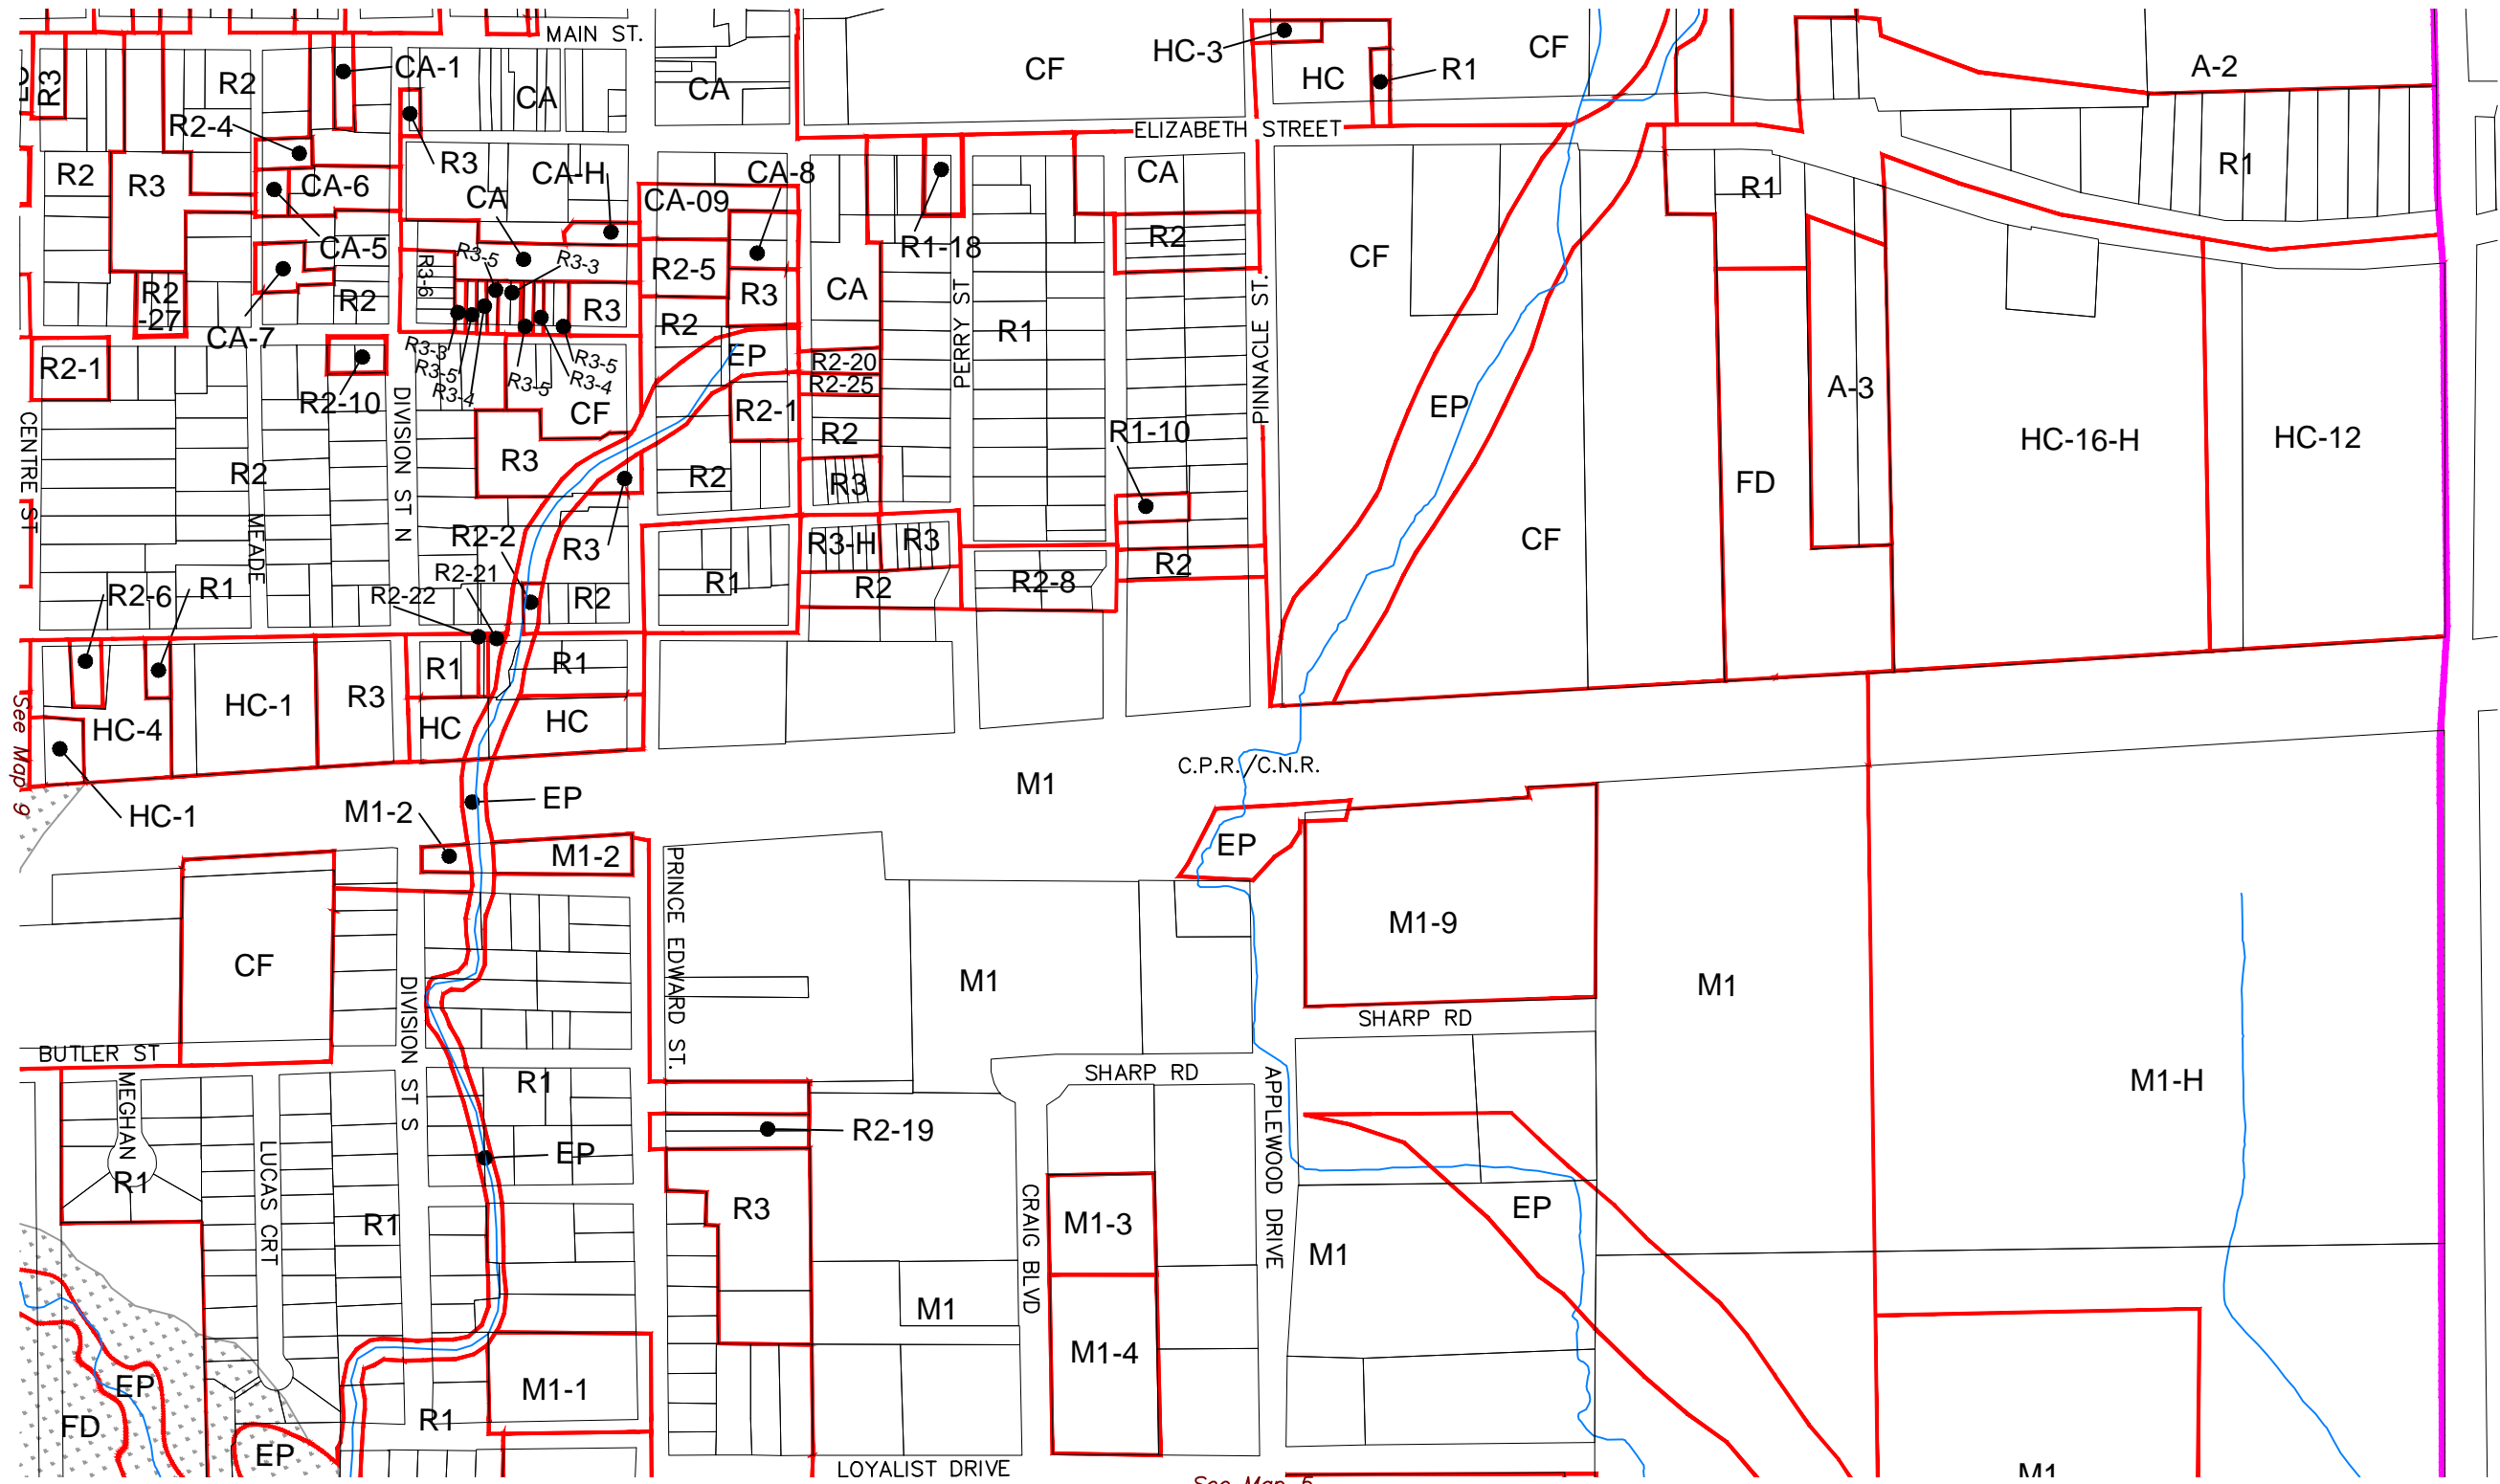 MAIN ST.
HC-3
CF
CF
HC
R1
A-2
R3
R2
CA-1
CA
CA
R2-4
ELIZABETH STREET
R3
CA-H
CA-8
CA
R1
R1
R2
R3
CA-6
CA
CA-09
R1-18
R2
CF
CA-5
R3-5
R3-3
R2-5
R3-6
R2
-27
R2
R3
R3
CA
PERRY ST
PINNACLE ST.
R1
CA-7
R2
EP
R3-3
R3-5
R3-4
R3-5
R3-4
R3-5
R2-20
R2-25
R2-1
R2-10
DIVISION ST N
CF
R2-1
EP
A-3
CENTRE ST
R2
R3
R2
R2
R1-10
HC-16-H
HC-12
R3
FD
MEADE
R2-2
R3
R3-H
R3
CF
R2-21
R2-22
R2-6
R1
R2
R1
R2
R2-8
R2
R1
R1
See Map 9
HC-4
HC-1
R3
HC
HC
C.P.R./C.N.R.
M1
HC-1
M1-2
EP
M1-2
EP
PRINCE EDWARD ST.
CF
M1-9
M1
M1
DIVISION ST S
SHARP RD
BUTLER ST
SHARP RD
M1-H
MEGHAN
R1
R2-19
APPLEWOOD DRIVE
EP
R1
LUCAS CRT
R1
R3
CRAIG BLVD
M1-3
EP
M1
M1
M1-4
EP
M1-1
FD
R1
EP
LOYALIST DRIVE
See Map 5
M1